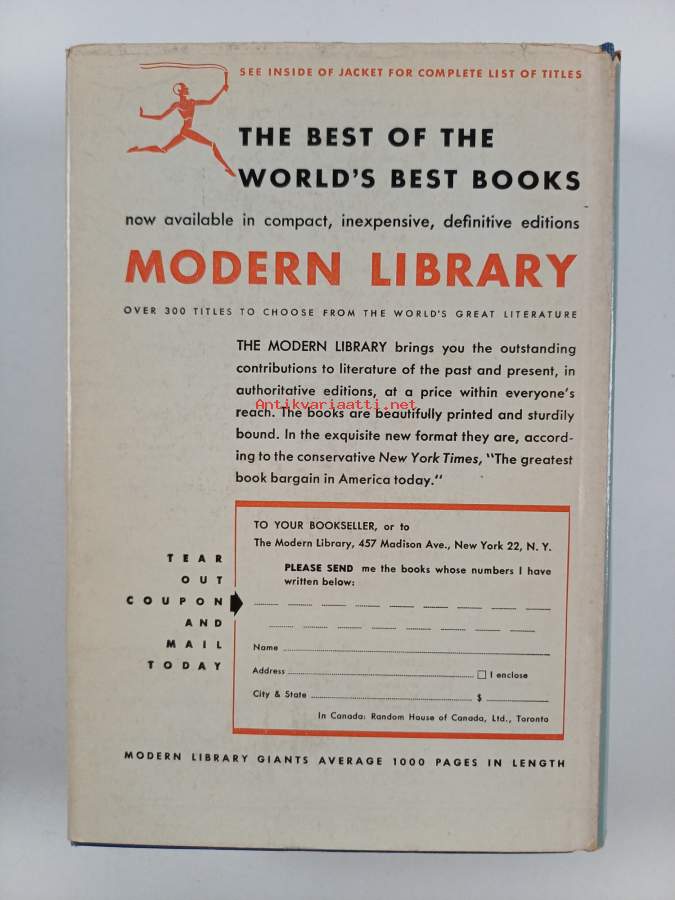 SEE INSIDE OF JACKET FOR COMPLETE LIST OF TITLES
THE BEST OF THE
WORLD'S BEST BOOKS
now available in compact, inexpensive, definitive editions
MODERN LIBRARY
OVER 300 TITLES TO CHOOSE FROM THE WORLD'S GREAT LITERATURE
THE MODERN LIBRARY brings you the outstanding
contributions to literature of the past and present, in
authoritative editions, at a price within everyone's
Antikvariaatti.net
reach. The books are beautifully printed and sturdily
bound. In the exquisite new format they are, accord-
ing to the conservative New York Times, "The greatest
book bargain in America today."
TO YOUR BOOKSELLER, or to
The Modern Library, 457 Madison Ave., New York 22, N. Y.
PLEASE SEND me the books whose numbers I have
written below:
TEAR
OUT
COUPON
AND
MAIL
TODAY
Name
Address
I enclose
City & State
$
In Canada: Random House of Canada, Ltd., Toronto
MODERN LIBRARY GIANTS AVERAGE 1000 PAGES IN LENGTH